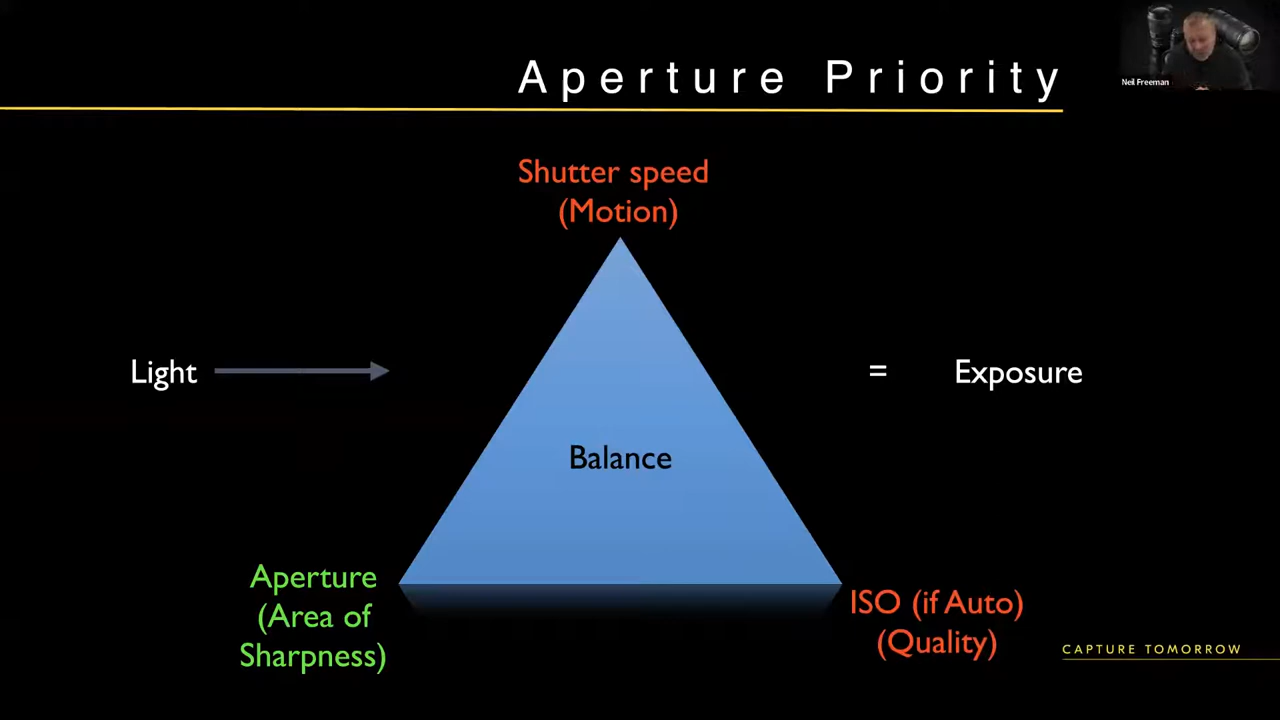 Aperture Priority
Neil Freeman
Shutter speed
(Motion)
Light
=
Exposure
Balance
Aperture
(Area of
Sharpness)
ISO (if Auto)
(Quality)
CAPTURE TOMORROW